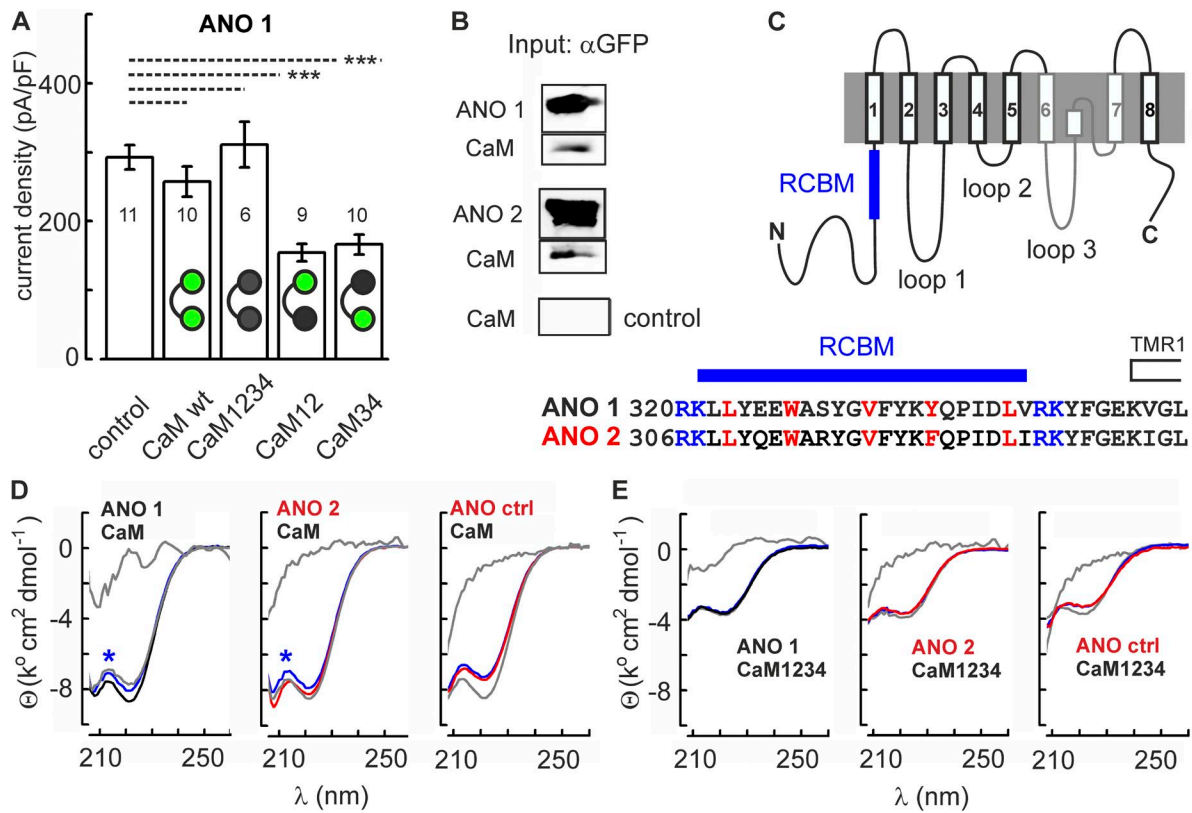 A
ANO 1
current density (pA/pF)
400
200
0
***
***
11
10
6
9
10
control
CaM wt
CaM1234
CaM12
CaM34
B
Input: αGFP
ANO 1
CaM
ANO 2
CaM
CaM
control
C
1 2 3 4 5 6 7 8
RCBM
N
loop 1
loop 2
loop 3
C
RCBM
TMR1
ANO 1 320RKLLYEEWASYGVFYKYQPIDLVRKYFGEKVGL
ANO 2 306RKLLYQEWARYGVFYKFQPIDLIRKYFGEKIGL
D
ANO 1
CaM
ANO 2
CaM
ANO ctrl
CaM
Θ (k° cm² dmol⁻¹)
0
-4
-8
*
*
210 250
210 250
210 250
λ (nm)
E
Θ (k° cm² dmol⁻¹)
0
-4
-8
ANO 1
CaM1234
ANO 2
CaM1234
ANO ctrl
CaM1234
210 250
210 250
210 250
λ (nm)